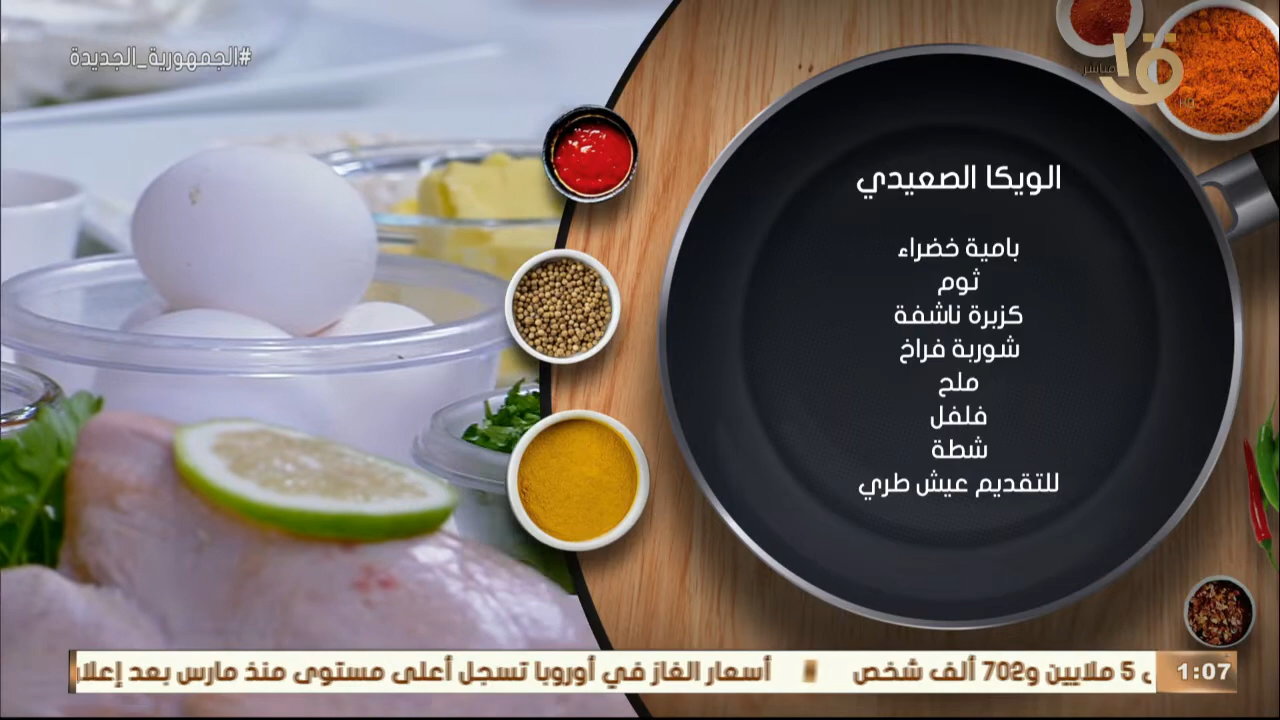 #الجمهورية_الجديدة
مباشر
الويكا الصعيدي
بامية خضراء
ثوم
كزبرة ناشفة
شوربة فراخ
ملح
فلفل
شطة
للتقديم عيش طري
1:07
5 ملايين و702 ألف شخص
أسعار الغاز في أوروبا تسجل أعلى مستوى منذ مارس بعد